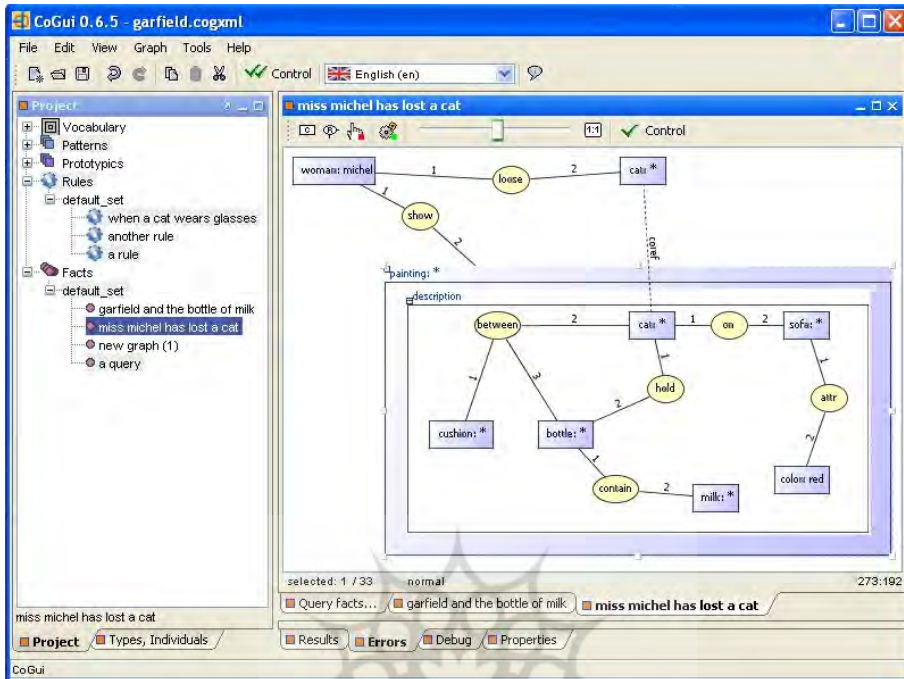 CoGui 0.6.5 - garfield.cogxml
File Edit View Graph Tools Help
Control English (en)
Project
Vocabulary
Patterns
Prototypics
Rules
default_set
when a cat wears glasses
another rule
a rule
Facts
default_set
garfield and the bottle of milk
miss michel has lost a cat
new graph (1)
a query
miss michel has lost a cat
Project Types, Individuals
CoGui
miss michel has lost a cat
1:1 Control
woman: michel 1 loose 2 cat: *
1 show 2
coref
painting: *
description
between 2 cat: * 1 on 2 sofa: *
1 3 1 hold 2 1 attr 2
cushion: * bottle: *
1 contain 2 milk: *
color: red
selected: 1 / 33 normal 273:192
Query facts... garfield and the bottle of milk miss michel has lost a cat
Results Errors Debug Properties